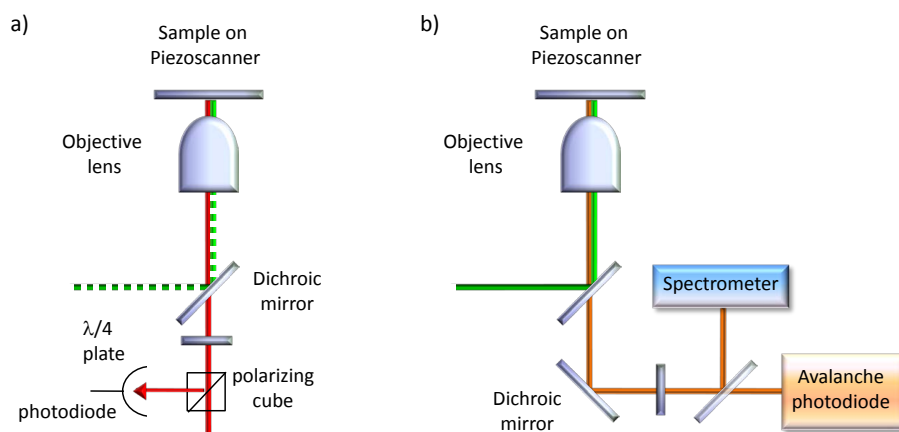 a)
Sample on
Piezoscanner
Objective
lens
Dichroic
mirror
λ/4
plate
polarizing
cube
photodiode
b)
Sample on
Piezoscanner
Objective
lens
Spectrometer
Dichroic
mirror
Avalanche
photodiode